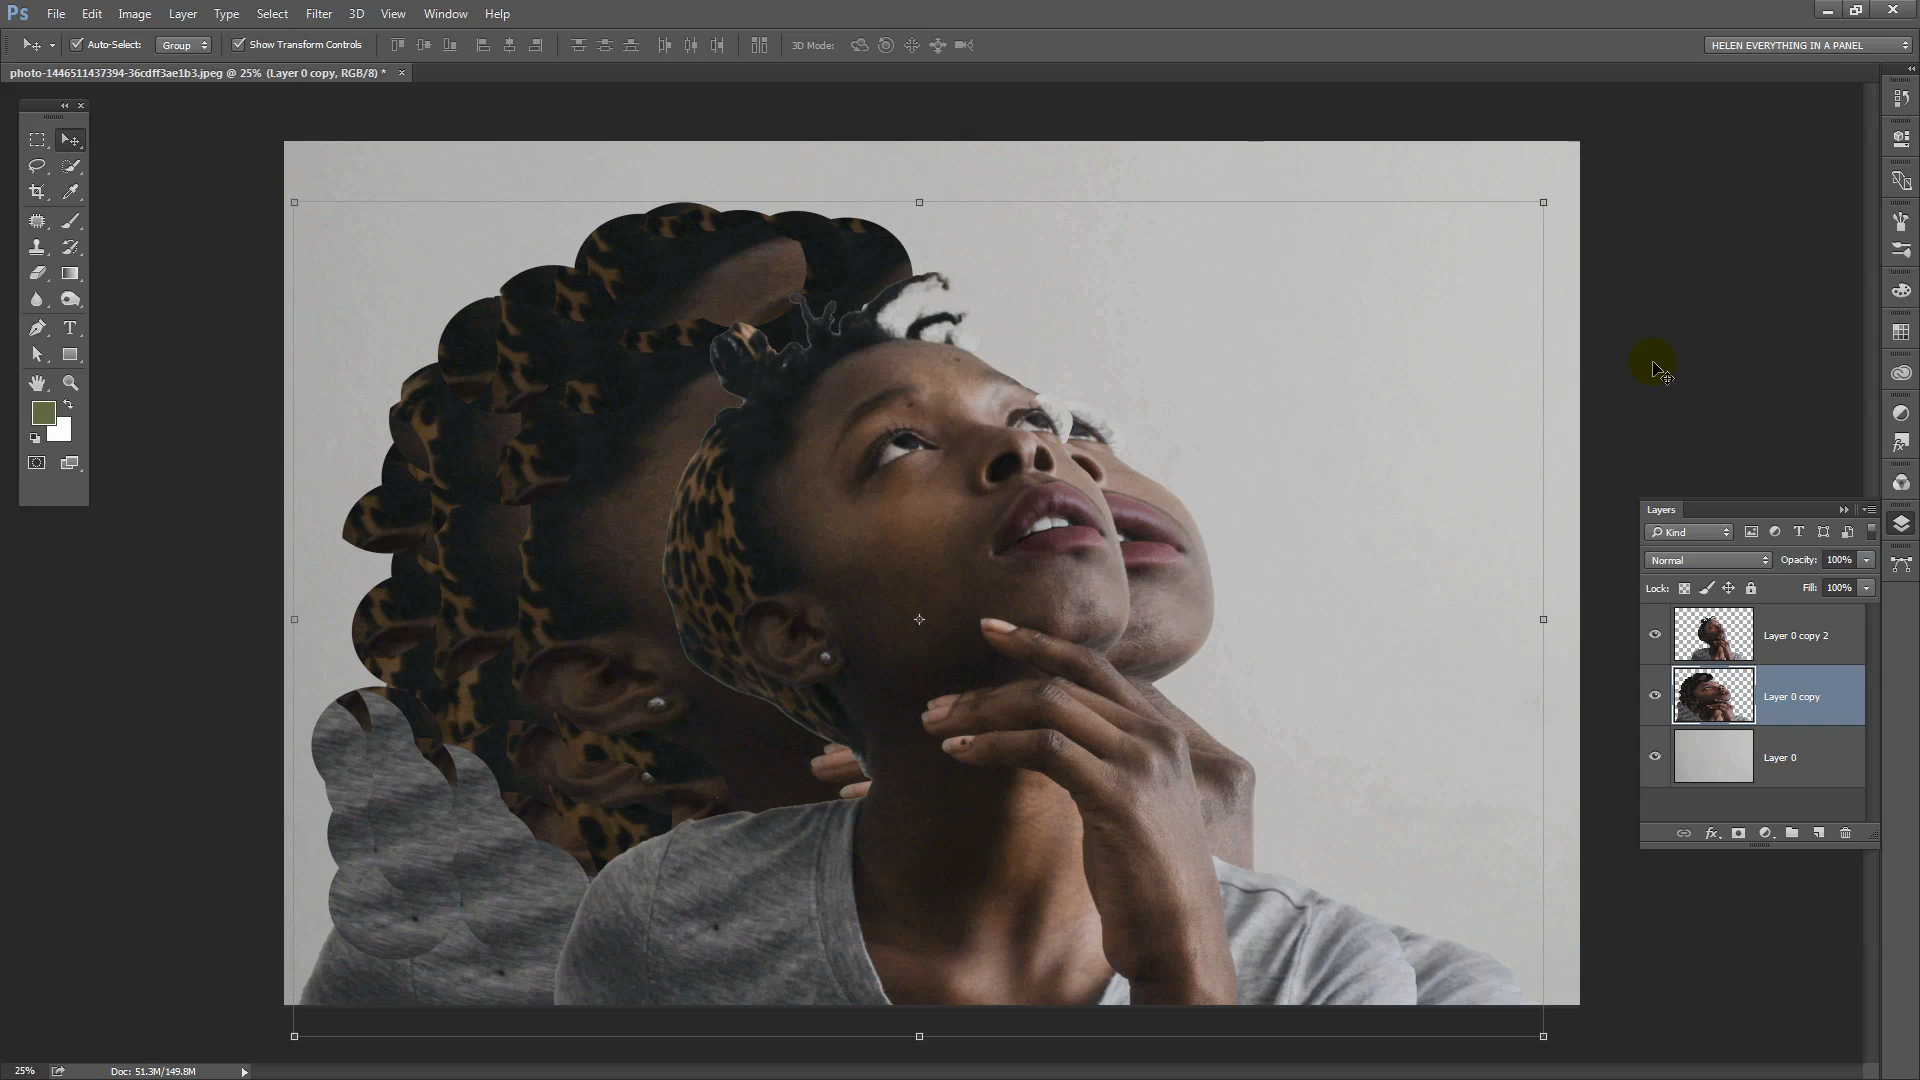 Ps File Edit Image Layer Type Select Filter 3D View Window Help
Auto-Select: Group Show Transform Controls 3D Mode: HELEN EVERYTHING IN A PANEL
photo-1446511437394-36cdff3ae1b3.jpeg @ 25% (Layer 0 copy, RGB/8) *
Layers
Kind
Normal Opacity: 100%
Lock: Fill: 100%
Layer 0 copy 2
Layer 0 copy
Layer 0
25% Doc: 51.3M/149.8M